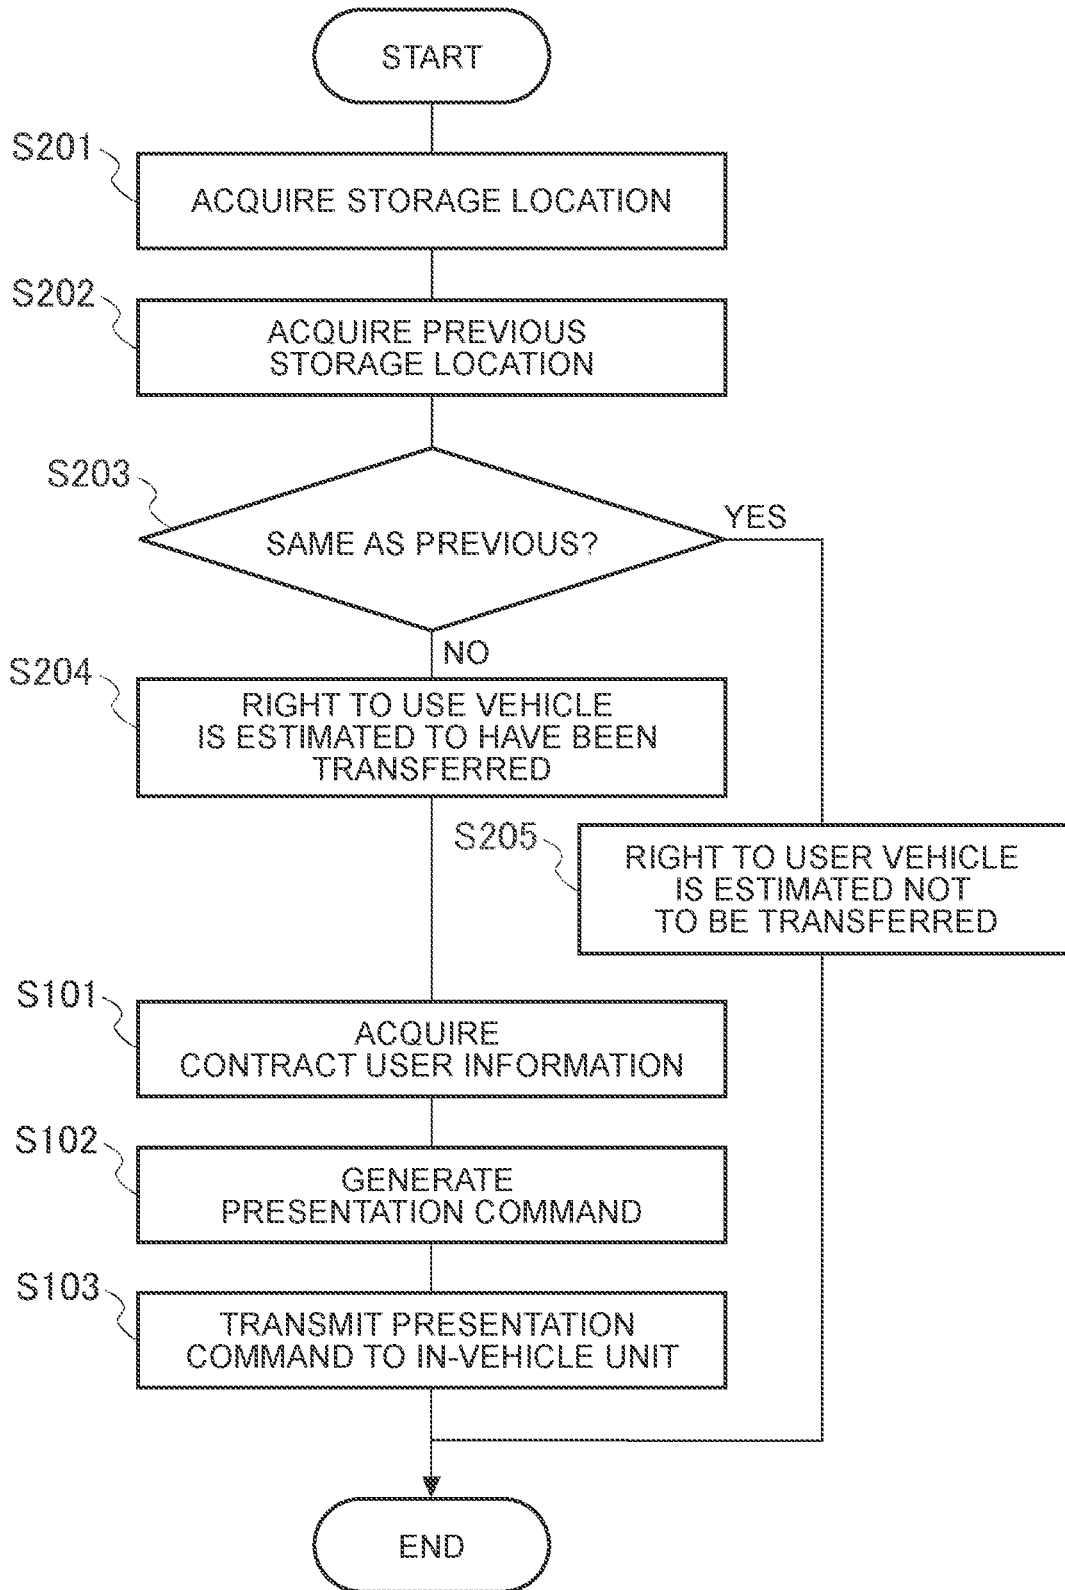 START
S201
ACQUIRE STORAGE LOCATION
S202
ACQUIRE PREVIOUS
STORAGE LOCATION
S203
SAME AS PREVIOUS?
YES
NO
S204
RIGHT TO USE VEHICLE
IS ESTIMATED TO HAVE BEEN
TRANSFERRED
S205
RIGHT TO USER VEHICLE
IS ESTIMATED NOT
TO BE TRANSFERRED
S101
ACQUIRE
CONTRACT USER INFORMATION
S102
GENERATE
PRESENTATION COMMAND
S103
TRANSMIT PRESENTATION
COMMAND TO IN-VEHICLE UNIT
END